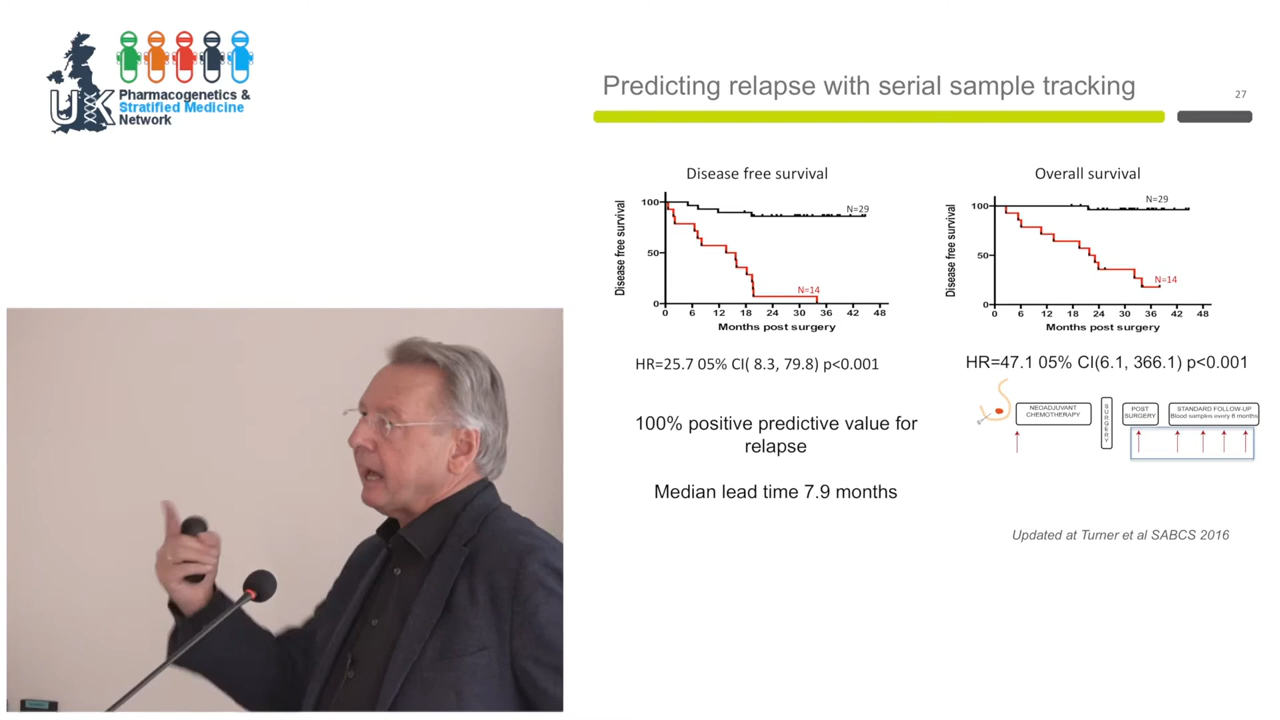 UK
Pharmacogenetics &
Stratified Medicine
Network
Predicting relapse with serial sample tracking
27
Disease free survival
Disease free survival
100
50
0
N=29
N=14
0 6 12 18 24 30 36 42 48
Months post surgery
HR=25.7 05% CI( 8.3, 79.8) p<0.001
Overall survival
Disease free survival
100
50
0
N=29
N=14
0 6 12 18 24 30 36 42 48
Months post surgery
HR=47.1 05% CI(6.1, 366.1) p<0.001
100% positive predictive value for
relapse
Median lead time 7.9 months
NEOADJUVANT
CHEMOTHERAPY
SURGERY
POST
SURGERY
STANDARD FOLLOW-UP
Blood samples every 6 months
Updated at Turner et al SABCS 2016